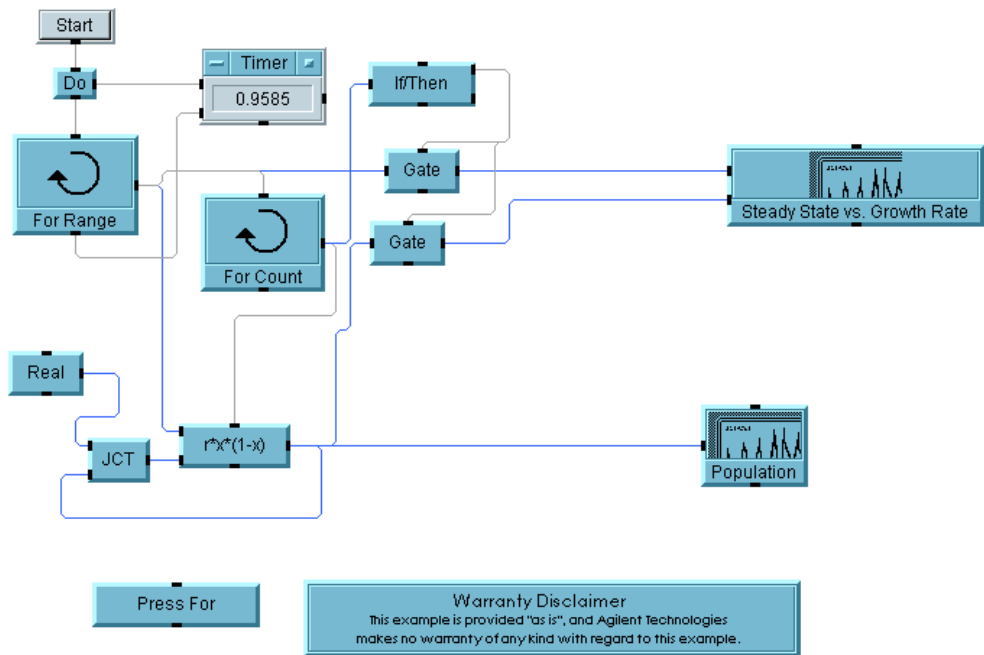 Start
Do
Timer
0.9585
If/Then
For Range
Gate
Steady State vs. Growth Rate
For Count
Gate
Real
JCT
r*x*(1-x)
Population
Press For
Warranty Disclaimer
This example is provided "as is", and Agilent Technologies
makes no warranty of any kind with regard to this example.